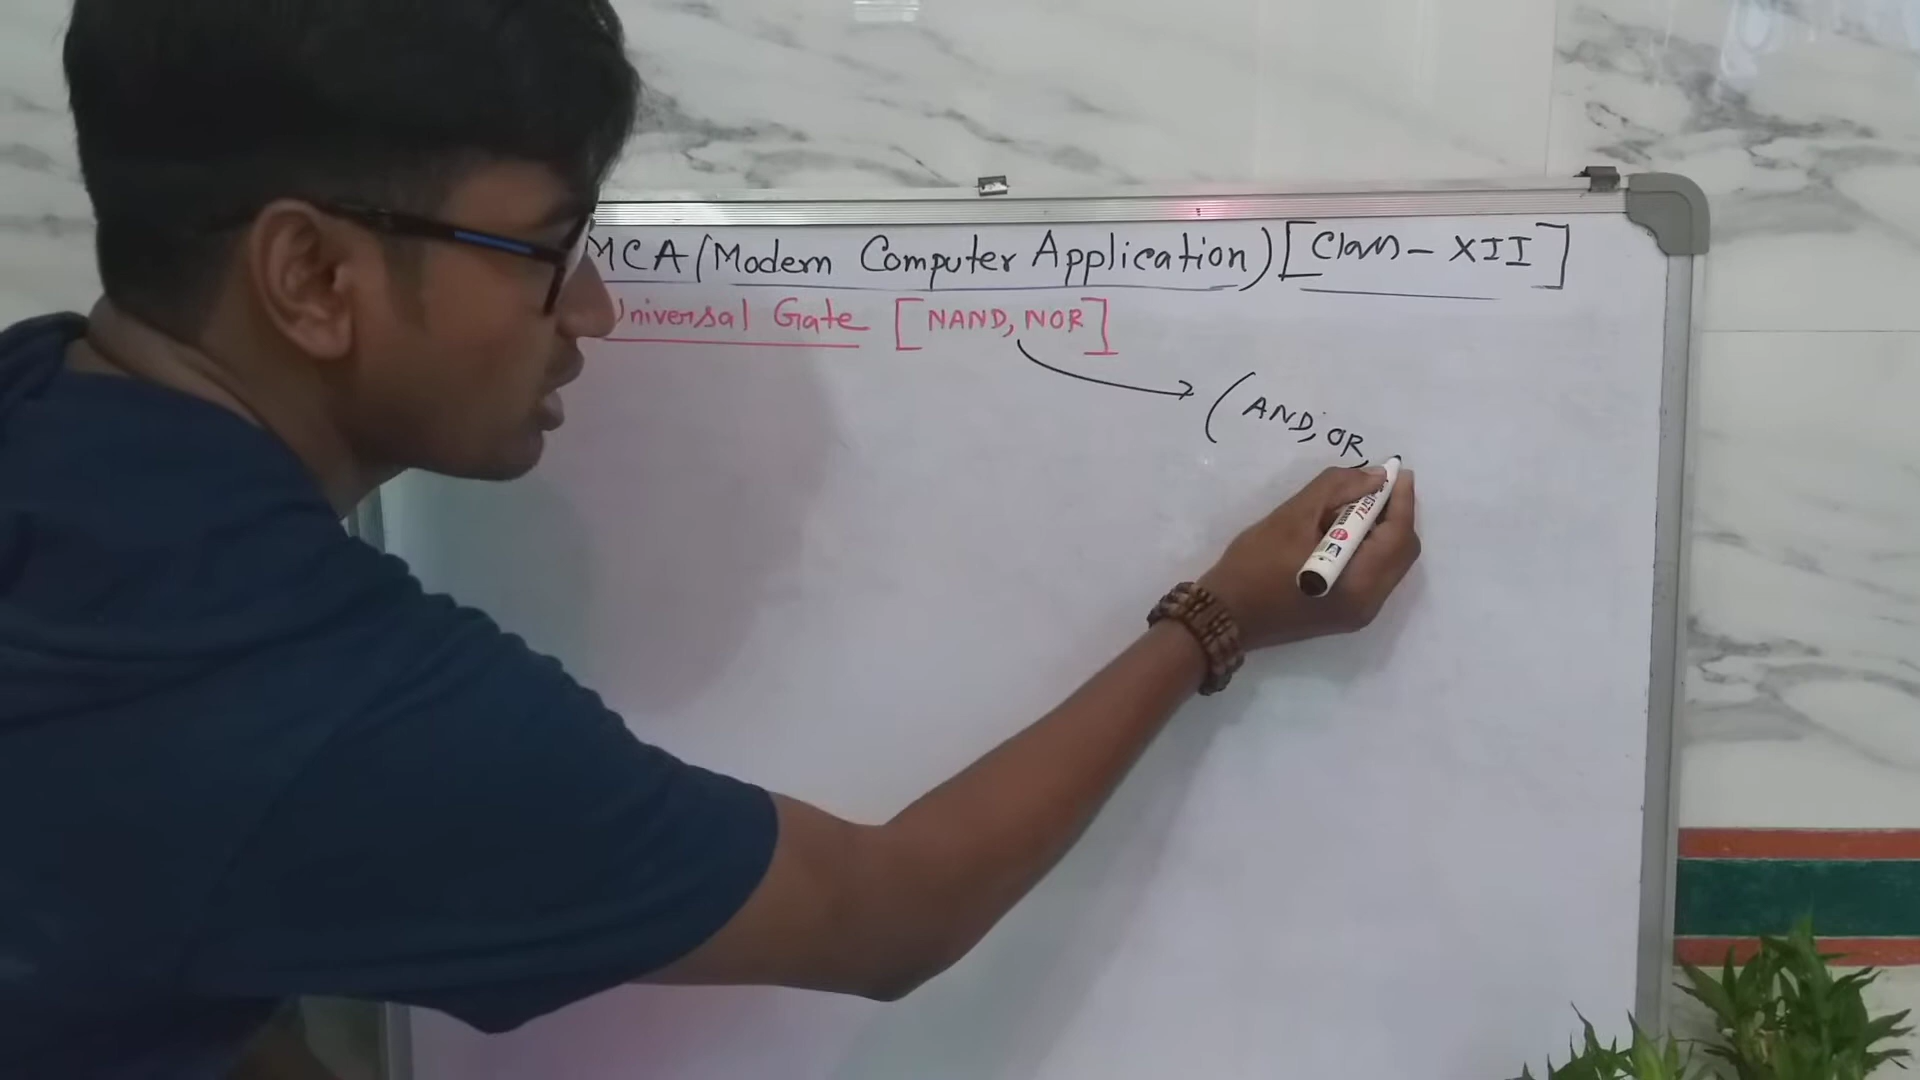 MCA (Modern Computer Application) [Class - XII]
Universal Gate [NAND, NOR]
(AND, OR,